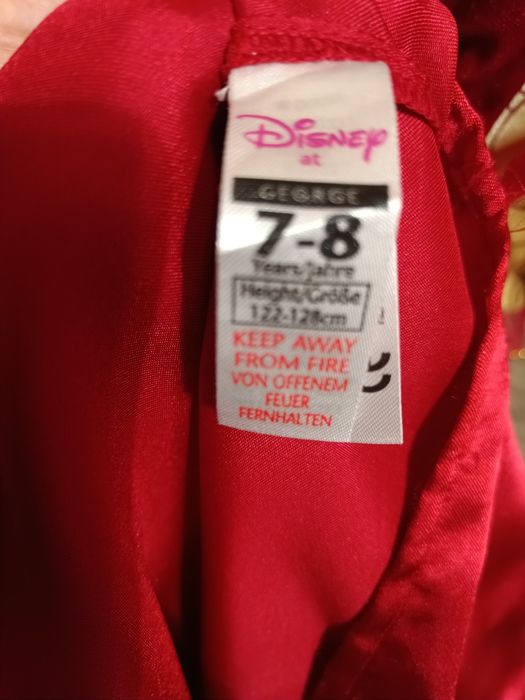 Disney
at
GEORGE
7-8
Years/Jahre
Height/Größe
122-128cm
KEEP AWAY
FROM FIRE
VON OFFENEM
FEUER
FERNHALTEN